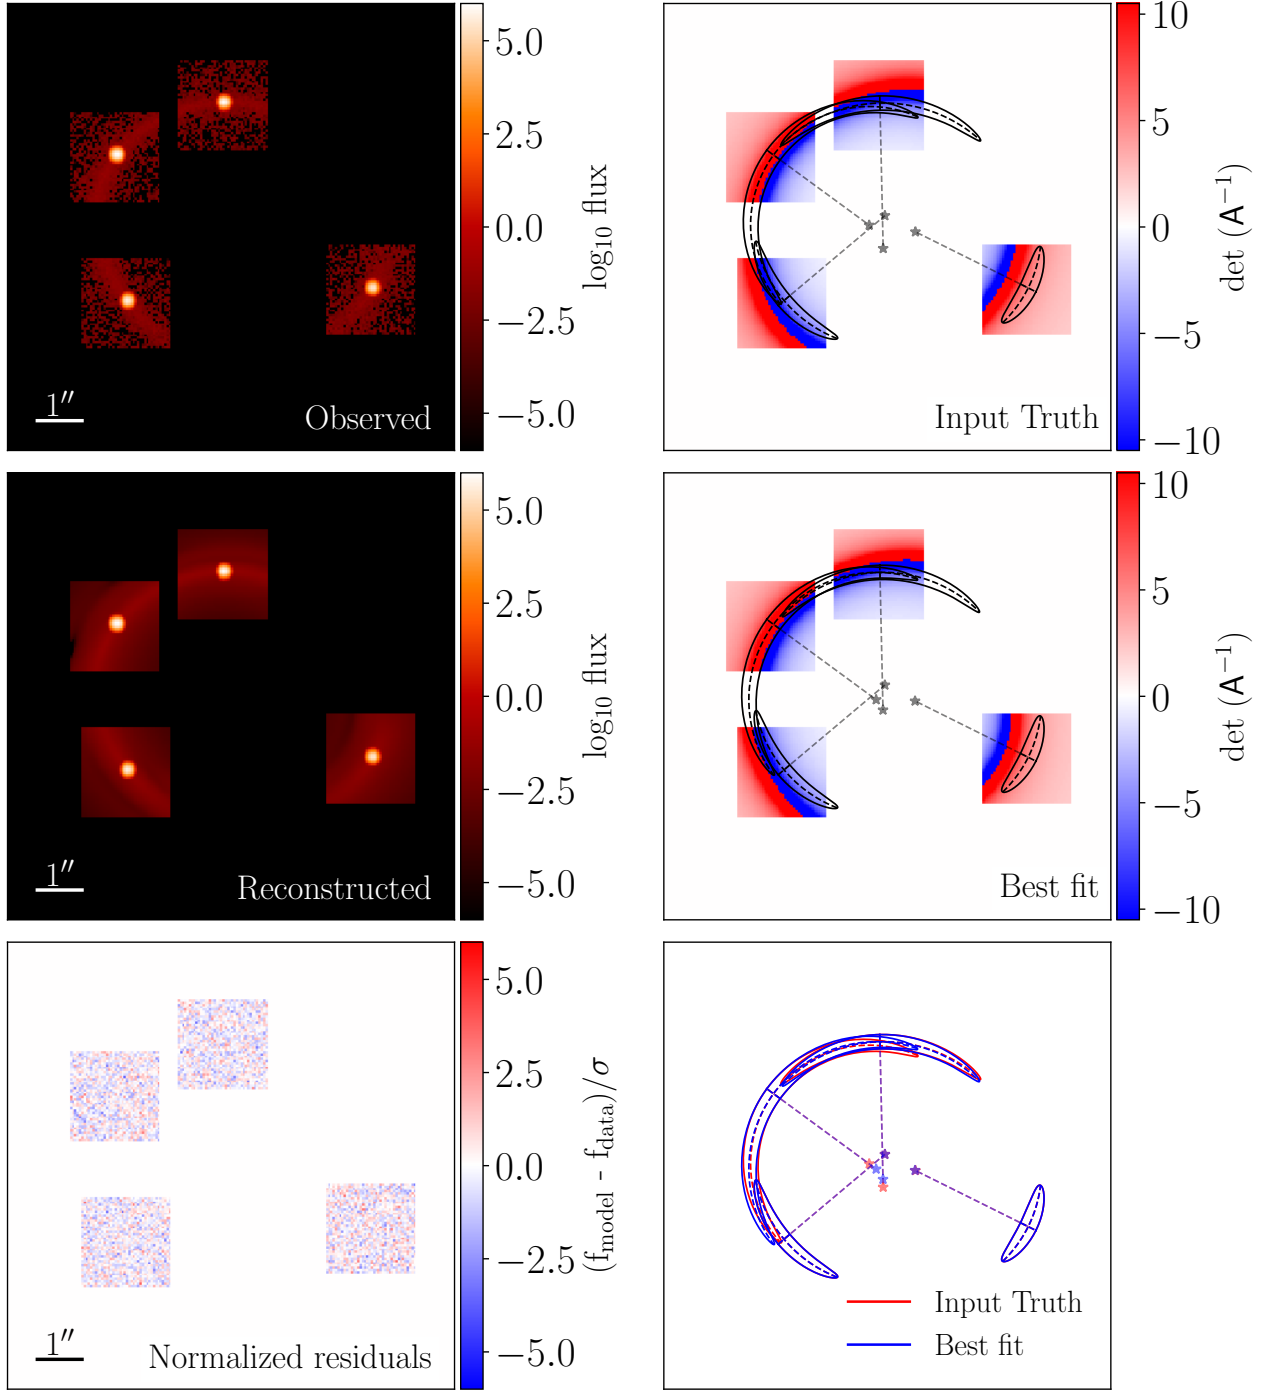 5.0
2.5
0.0
−2.5
−5.0
log₁₀ flux
1″
Observed
10
5
0
−5
−10
det (A⁻¹)
Input Truth
5.0
2.5
0.0
−2.5
−5.0
log₁₀ flux
1″
Reconstructed
10
5
0
−5
−10
det (A⁻¹)
Best fit
5.0
2.5
0.0
−2.5
−5.0
(f_model - f_data)/σ
1″
Normalized residuals
Input Truth
Best fit